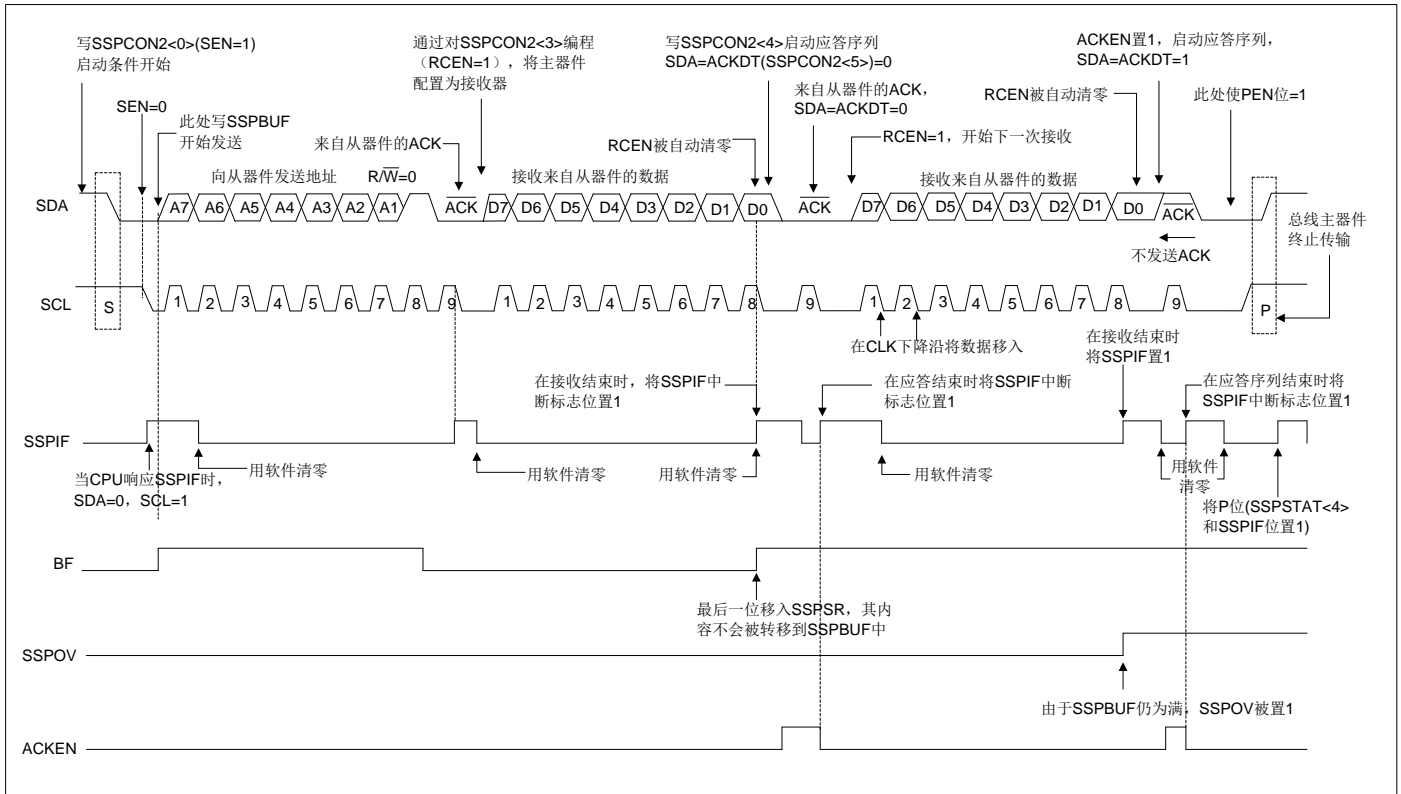 写SSPCON2<0>(SEN=1)
启动条件开始
通过对SSPCON2<3>编程
（RCEN=1），将主器件
配置为接收器
写SSPCON2<4>启动应答序列
SDA=ACKDT(SSPCON2<5>)=0
ACKEN置1，启动应答序列，
SDA=ACKDT=1
SEN=0
此处写SSPBUF
开始发送
来自从器件的ACK
RCEN被自动清零
来自从器件的ACK，
SDA=ACKDT=0
RCEN=1，开始下一次接收
RCEN被自动清零
此处使PEN位=1
向从器件发送地址
R/W=0
接收来自从器件的数据
接收来自从器件的数据
SDA
A7 A6 A5 A4 A3 A2 A1 ACK D7 D6 D5 D4 D3 D2 D1 D0 ACK D7 D6 D5 D4 D3 D2 D1 D0 ACK
不发送ACK
总线主器件
终止传输
SCL
S 1 2 3 4 5 6 7 8 9 1 2 3 4 5 6 7 8 9 1 2 3 4 5 6 7 8 9 P
在CLK下降沿将数据移入
在接收结束时
将SSPIF置1
在接收结束时，将SSPIF中
断标志位置1
在应答结束时将SSPIF中断
标志位置1
在应答序列结束时将
SSPIF中断标志位置1
SSPIF
当CPU响应SSPIF时，
SDA=0，SCL=1
用软件清零
用软件清零
用软件清零
用软件清零
用软件
清零
将P位(SSPSTAT<4>
和SSPIF位置1)
BF
最后一位移入SSPSR，其内
容不会被转移到SSPBUF中
SSPOV
由于SSPBUF仍为满，SSPOV被置1
ACKEN